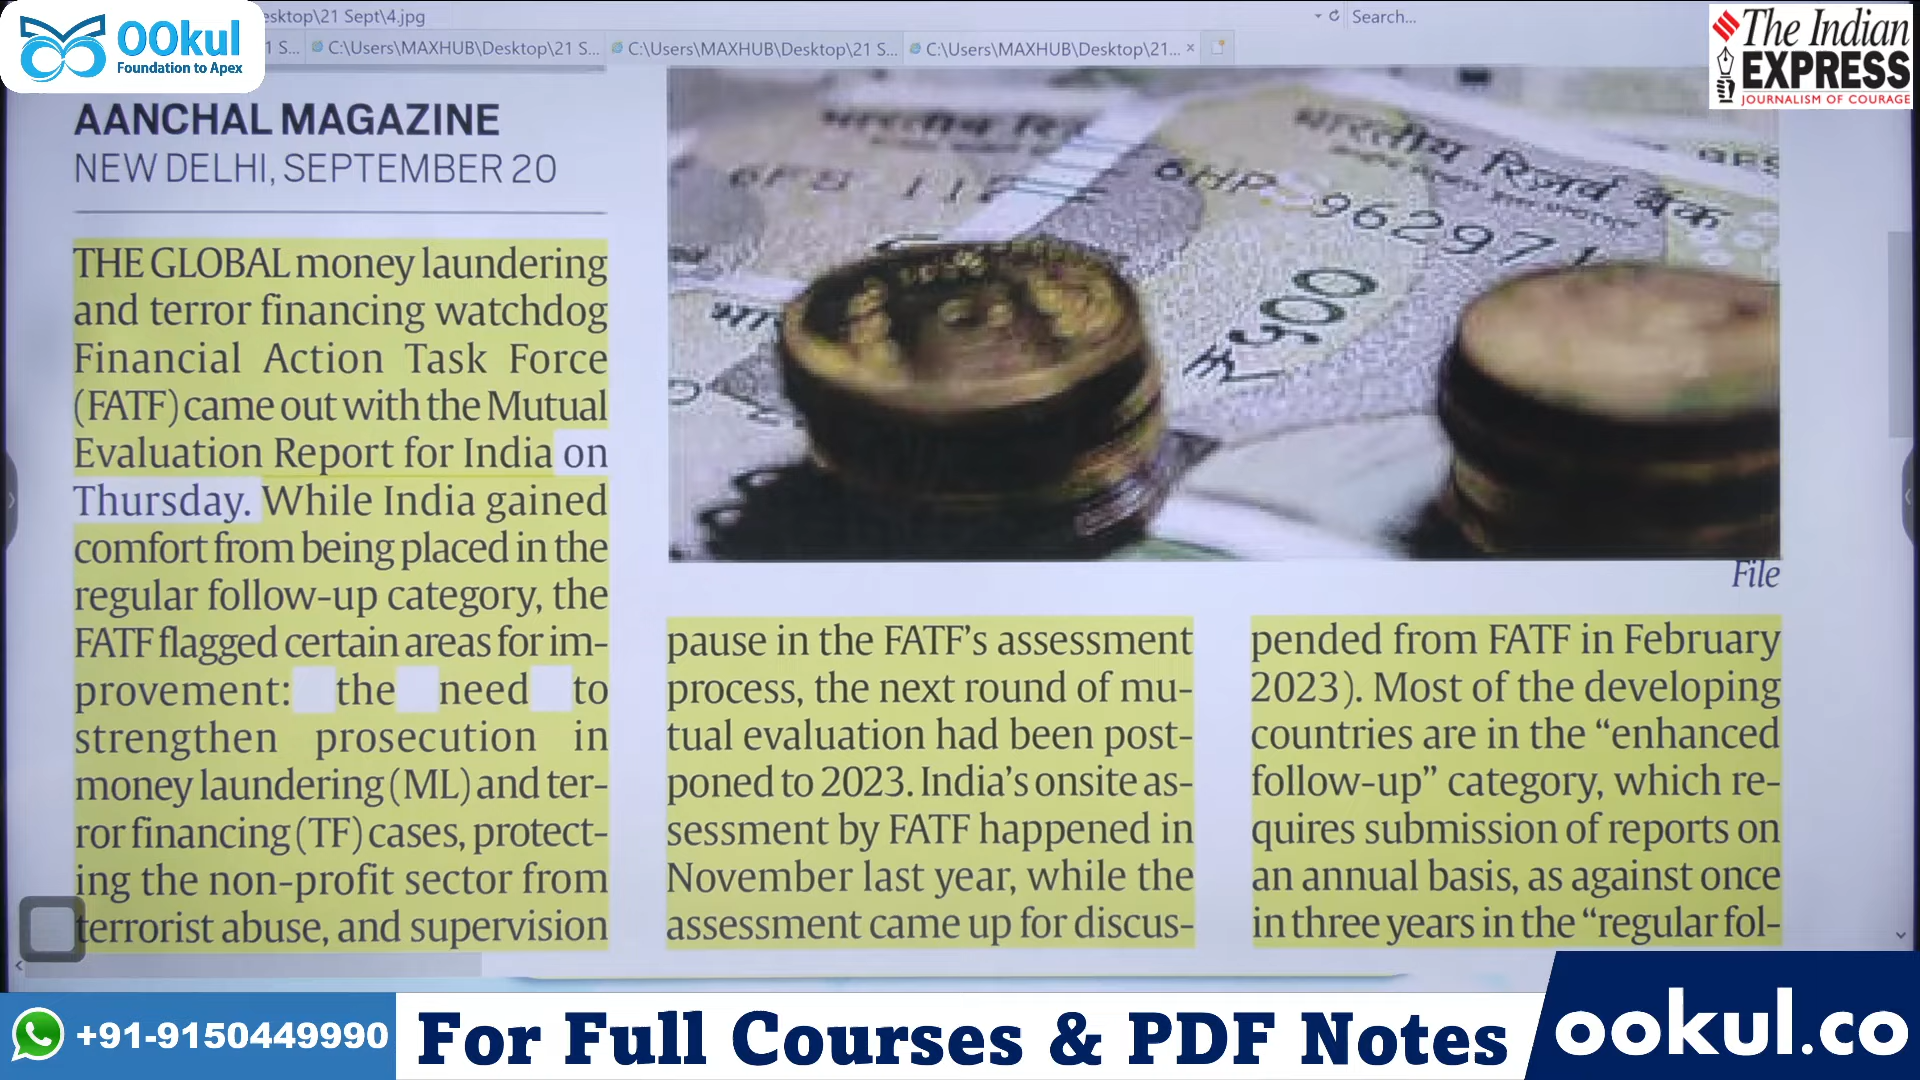 OOkul
Foundation to Apex
esktop\21 Sept\4.jpg
Search...
1 S...
C:\Users\MAXHUB\Desktop\21 S...
C:\Users\MAXHUB\Desktop\21 S...
C:\Users\MAXHUB\Desktop\21...
The Indian
EXPRESS
JOURNALISM OF COURAGE
AANCHAL MAGAZINE
NEW DELHI, SEPTEMBER 20
THE GLOBAL money laundering
and terror financing watchdog
Financial Action Task Force
(FATF) came out with the Mutual
Evaluation Report for India on
Thursday. While India gained
comfort from being placed in the
regular follow-up category, the
FATF flagged certain areas for im-
provement: the need to
strengthen prosecution in
money laundering (ML) and ter-
ror financing (TF) cases, protect-
ing the non-profit sector from
terrorist abuse, and supervision
भारतीय रिज़र्व बैंक
6HP 96297
₹500
File
pause in the FATF's assessment
process, the next round of mu-
tual evaluation had been post-
poned to 2023. India's onsite as-
sessment by FATF happened in
November last year, while the
assessment came up for discus-
pended from FATF in February
2023). Most of the developing
countries are in the “enhanced
follow-up” category, which re-
quires submission of reports on
an annual basis, as against once
in three years in the “regular fol-
+91-9150449990
For Full Courses & PDF Notes
ookul.co